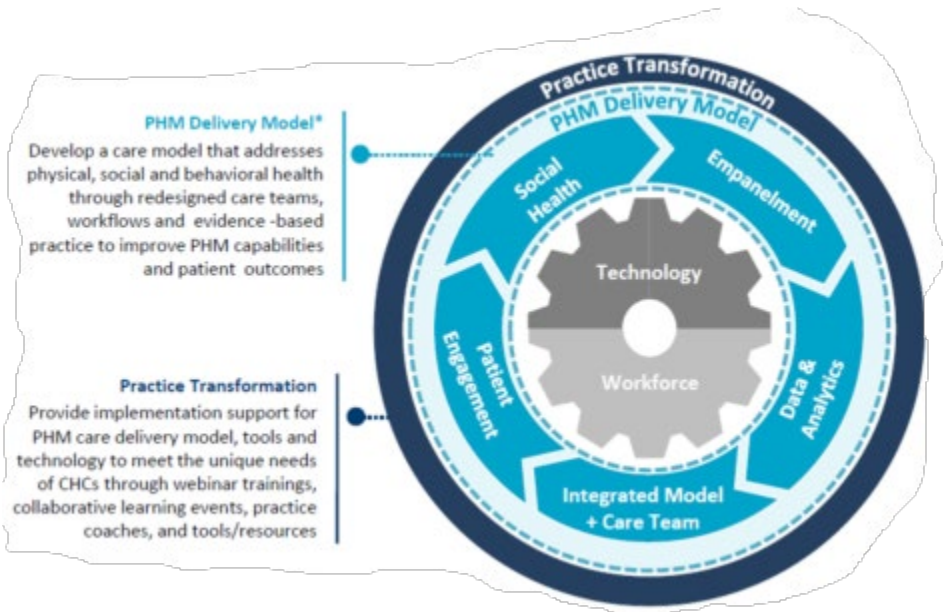 PHM Delivery Model*
Develop a care model that addresses
physical, social and behavioral health
through redesigned care teams,
workflows and evidence -based
practice to improve PHM capabilities
and patient outcomes
Practice Transformation
Provide implementation support for
PHM care delivery model, tools and
technology to meet the unique needs
of CHCs through webinar trainings,
collaborative learning events, practice
coaches, and tools/resources
Practice Transformation
PHM Delivery Model
Social
Health
Empanelment
Data &
Analytics
Integrated Model
+ Care Team
Patient
Engagement
Technology
Workforce